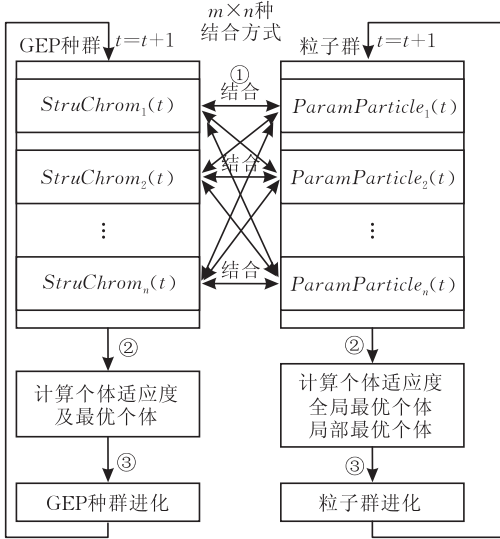 m×n种
结合方式
GEP种群
t=t+1
粒子群
t=t+1
①
结合
StruChrom₁(t)
ParamParticle₁(t)
结合
StruChrom₂(t)
ParamParticle₂(t)
⋮
⋮
结合
StruChromₙ(t)
ParamParticleₙ(t)
②
②
计算个体适应度
及最优个体
计算个体适应度
全局最优个体
局部最优个体
③
③
GEP种群进化
粒子群进化